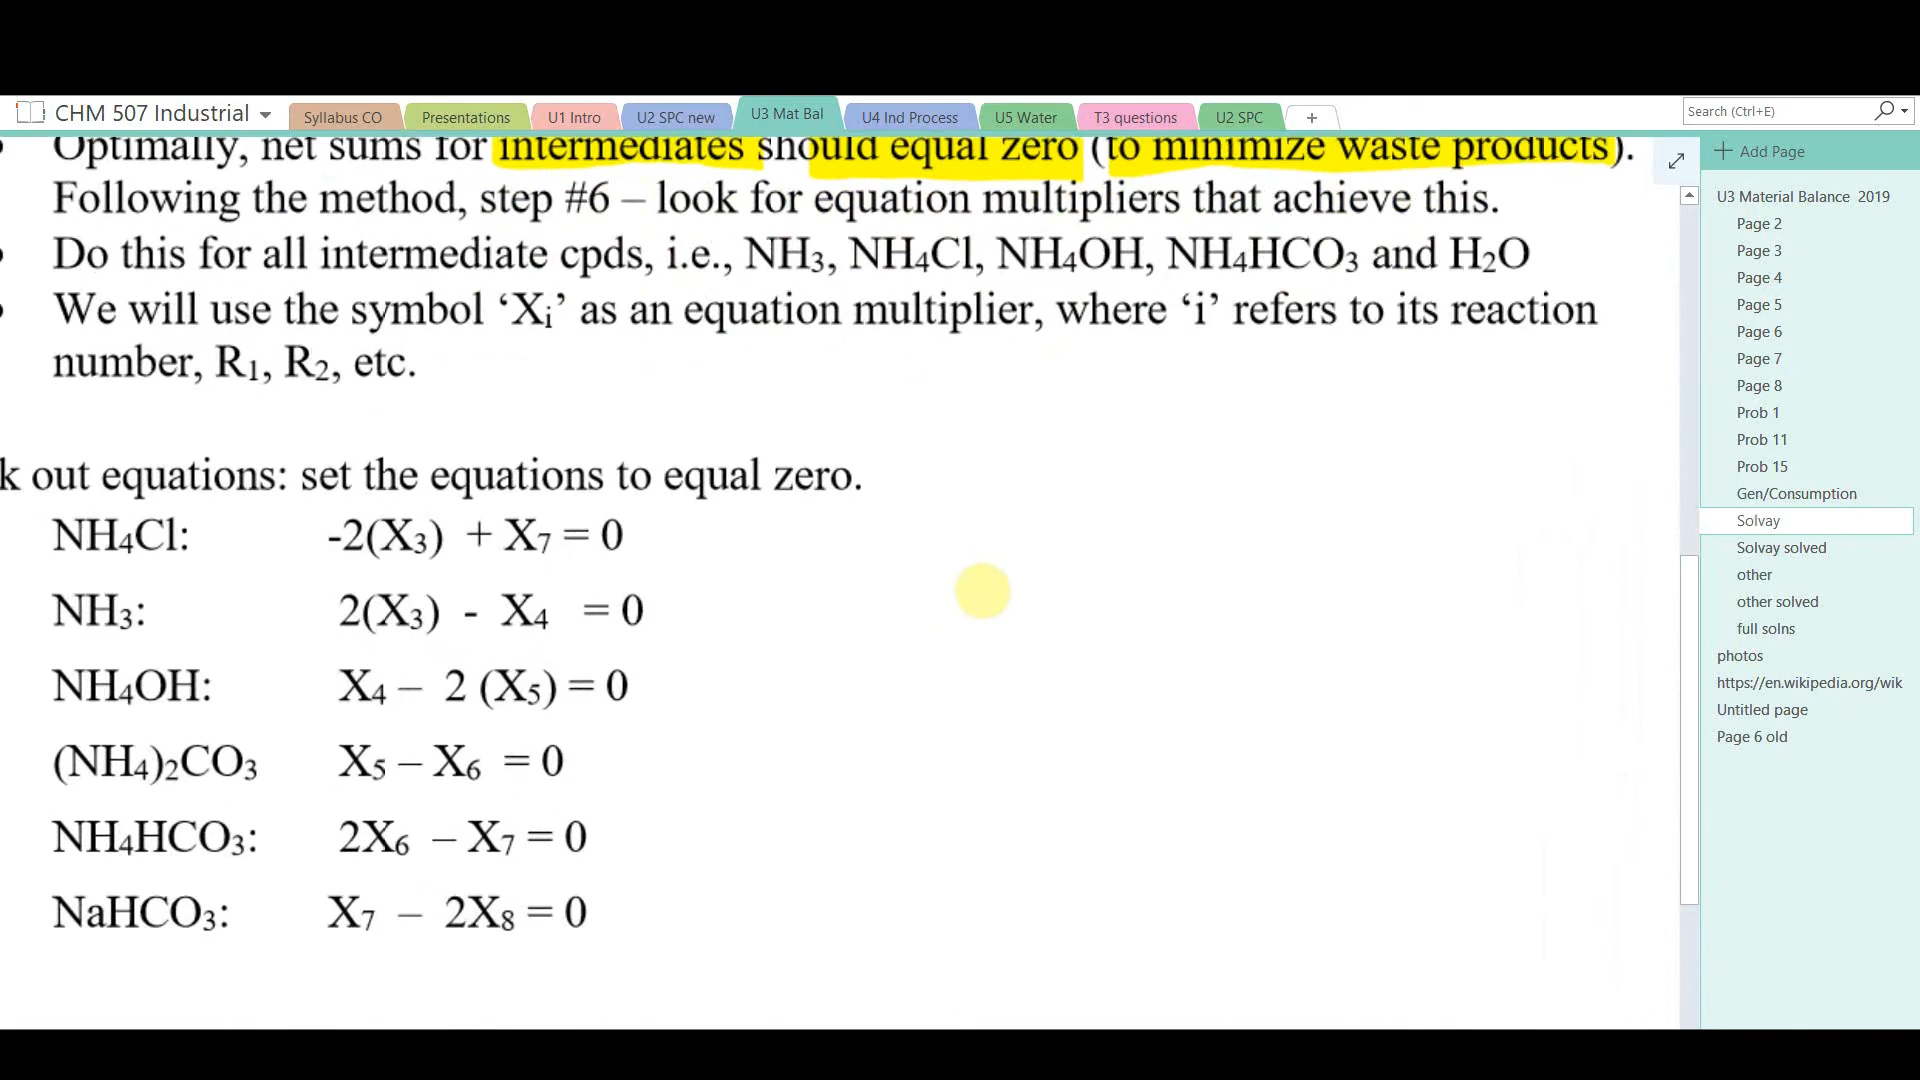 CHM 507 Industrial
Syllabus CO
Presentations
U1 Intro
U2 SPC new
U3 Mat Bal
U4 Ind Process
U5 Water
T3 questions
U2 SPC
+
Search (Ctrl+E)
Optimally, net sums for intermediates should equal zero (to minimize waste products).
Following the method, step #6 – look for equation multipliers that achieve this.
Do this for all intermediate cpds, i.e., NH₃, NH₄Cl, NH₄OH, NH₄HCO₃ and H₂O
We will use the symbol ‘Xᵢ’ as an equation multiplier, where ‘i’ refers to its reaction
number, R₁, R₂, etc.
k out equations: set the equations to equal zero.
NH₄Cl: -2(X₃) + X₇ = 0
NH₃: 2(X₃) - X₄ = 0
NH₄OH: X₄ – 2 (X₅) = 0
(NH₄)₂CO₃ X₅ – X₆ = 0
NH₄HCO₃: 2X₆ – X₇ = 0
NaHCO₃: X₇ – 2X₈ = 0
Add Page
U3 Material Balance 2019
Page 2
Page 3
Page 4
Page 5
Page 6
Page 7
Page 8
Prob 1
Prob 11
Prob 15
Gen/Consumption
Solvay
Solvay solved
other
other solved
full solns
photos
https://en.wikipedia.org/wik
Untitled page
Page 6 old